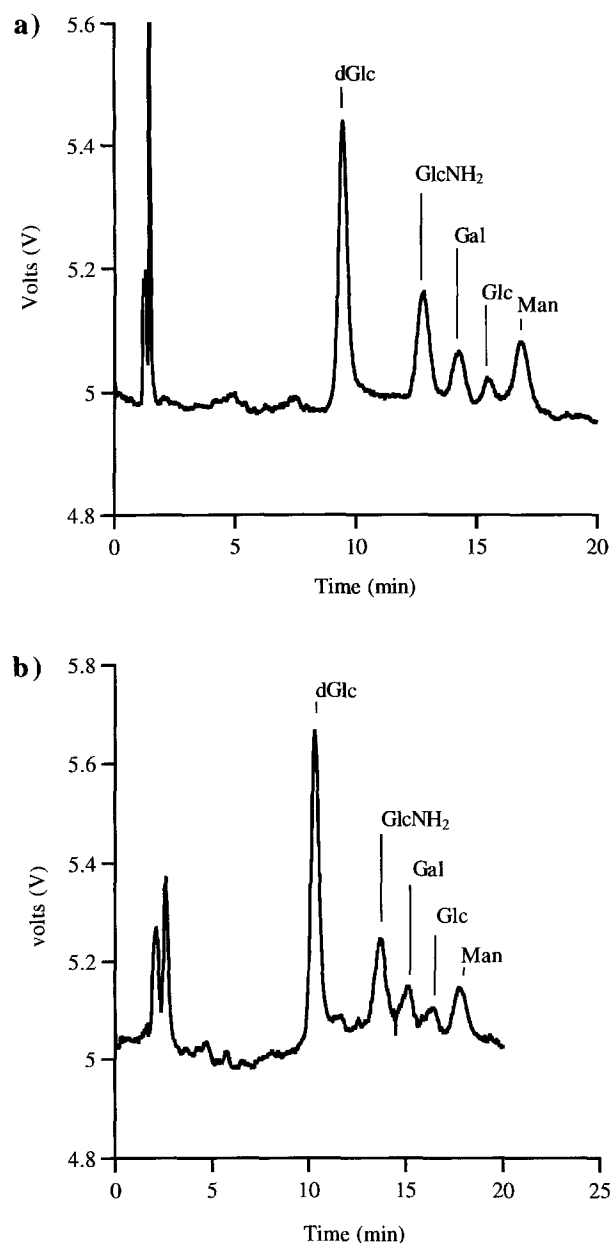 a)
5.6
5.4
5.2
5
4.8
Volts (V)
dGlc
GlcNH2
Gal
Glc
Man
0 5 10 15 20
Time (min)
b)
5.8
5.6
5.4
5.2
5
4.8
volts (V)
dGlc
GlcNH2
Gal
Glc
Man
0 5 10 15 20 25
Time (min)